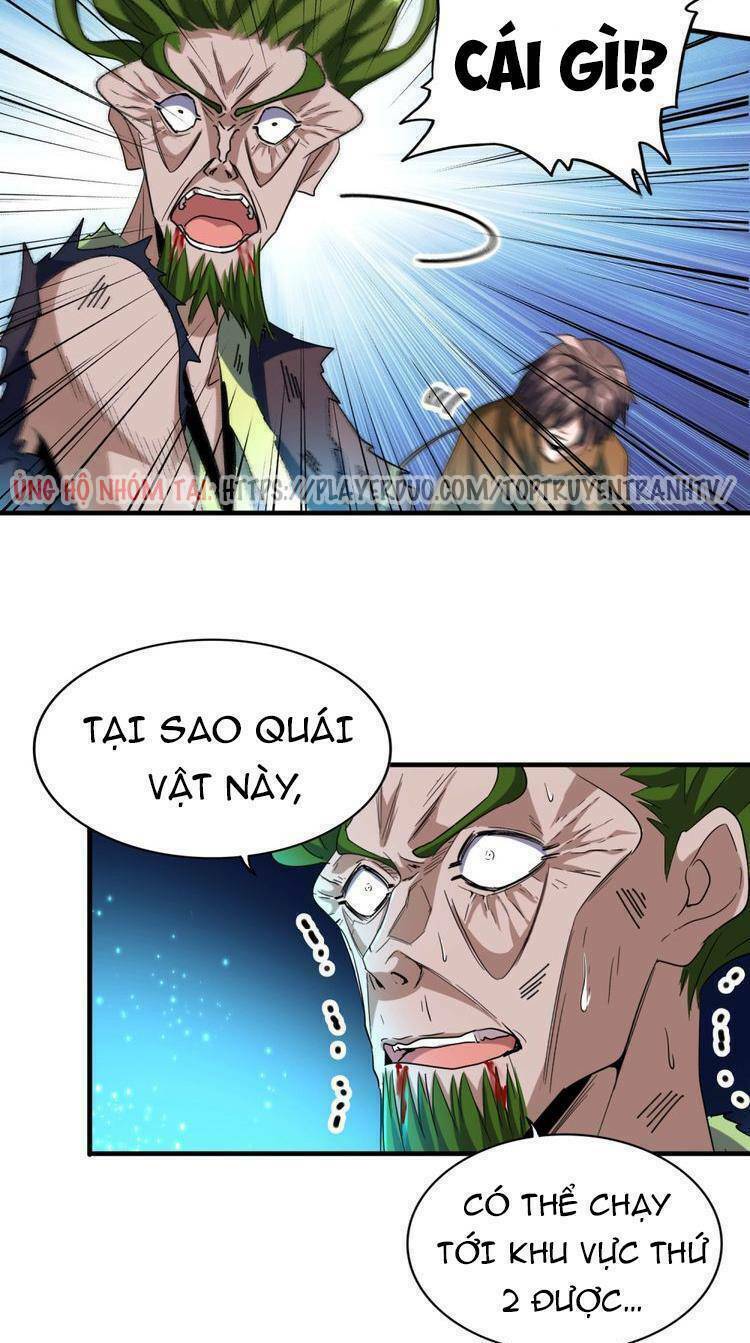 CÁI GÌ!?
ỦNG HỘ NHÓM TẠI: HTTPS://PLAYERDUO.COM/TOPTRUYENTRANHTV/
TẠI SAO QUÁI
VẬT NÀY,
CÓ THỂ CHẠY
TỚI KHU VỰC THỨ
2 ĐƯỢC...